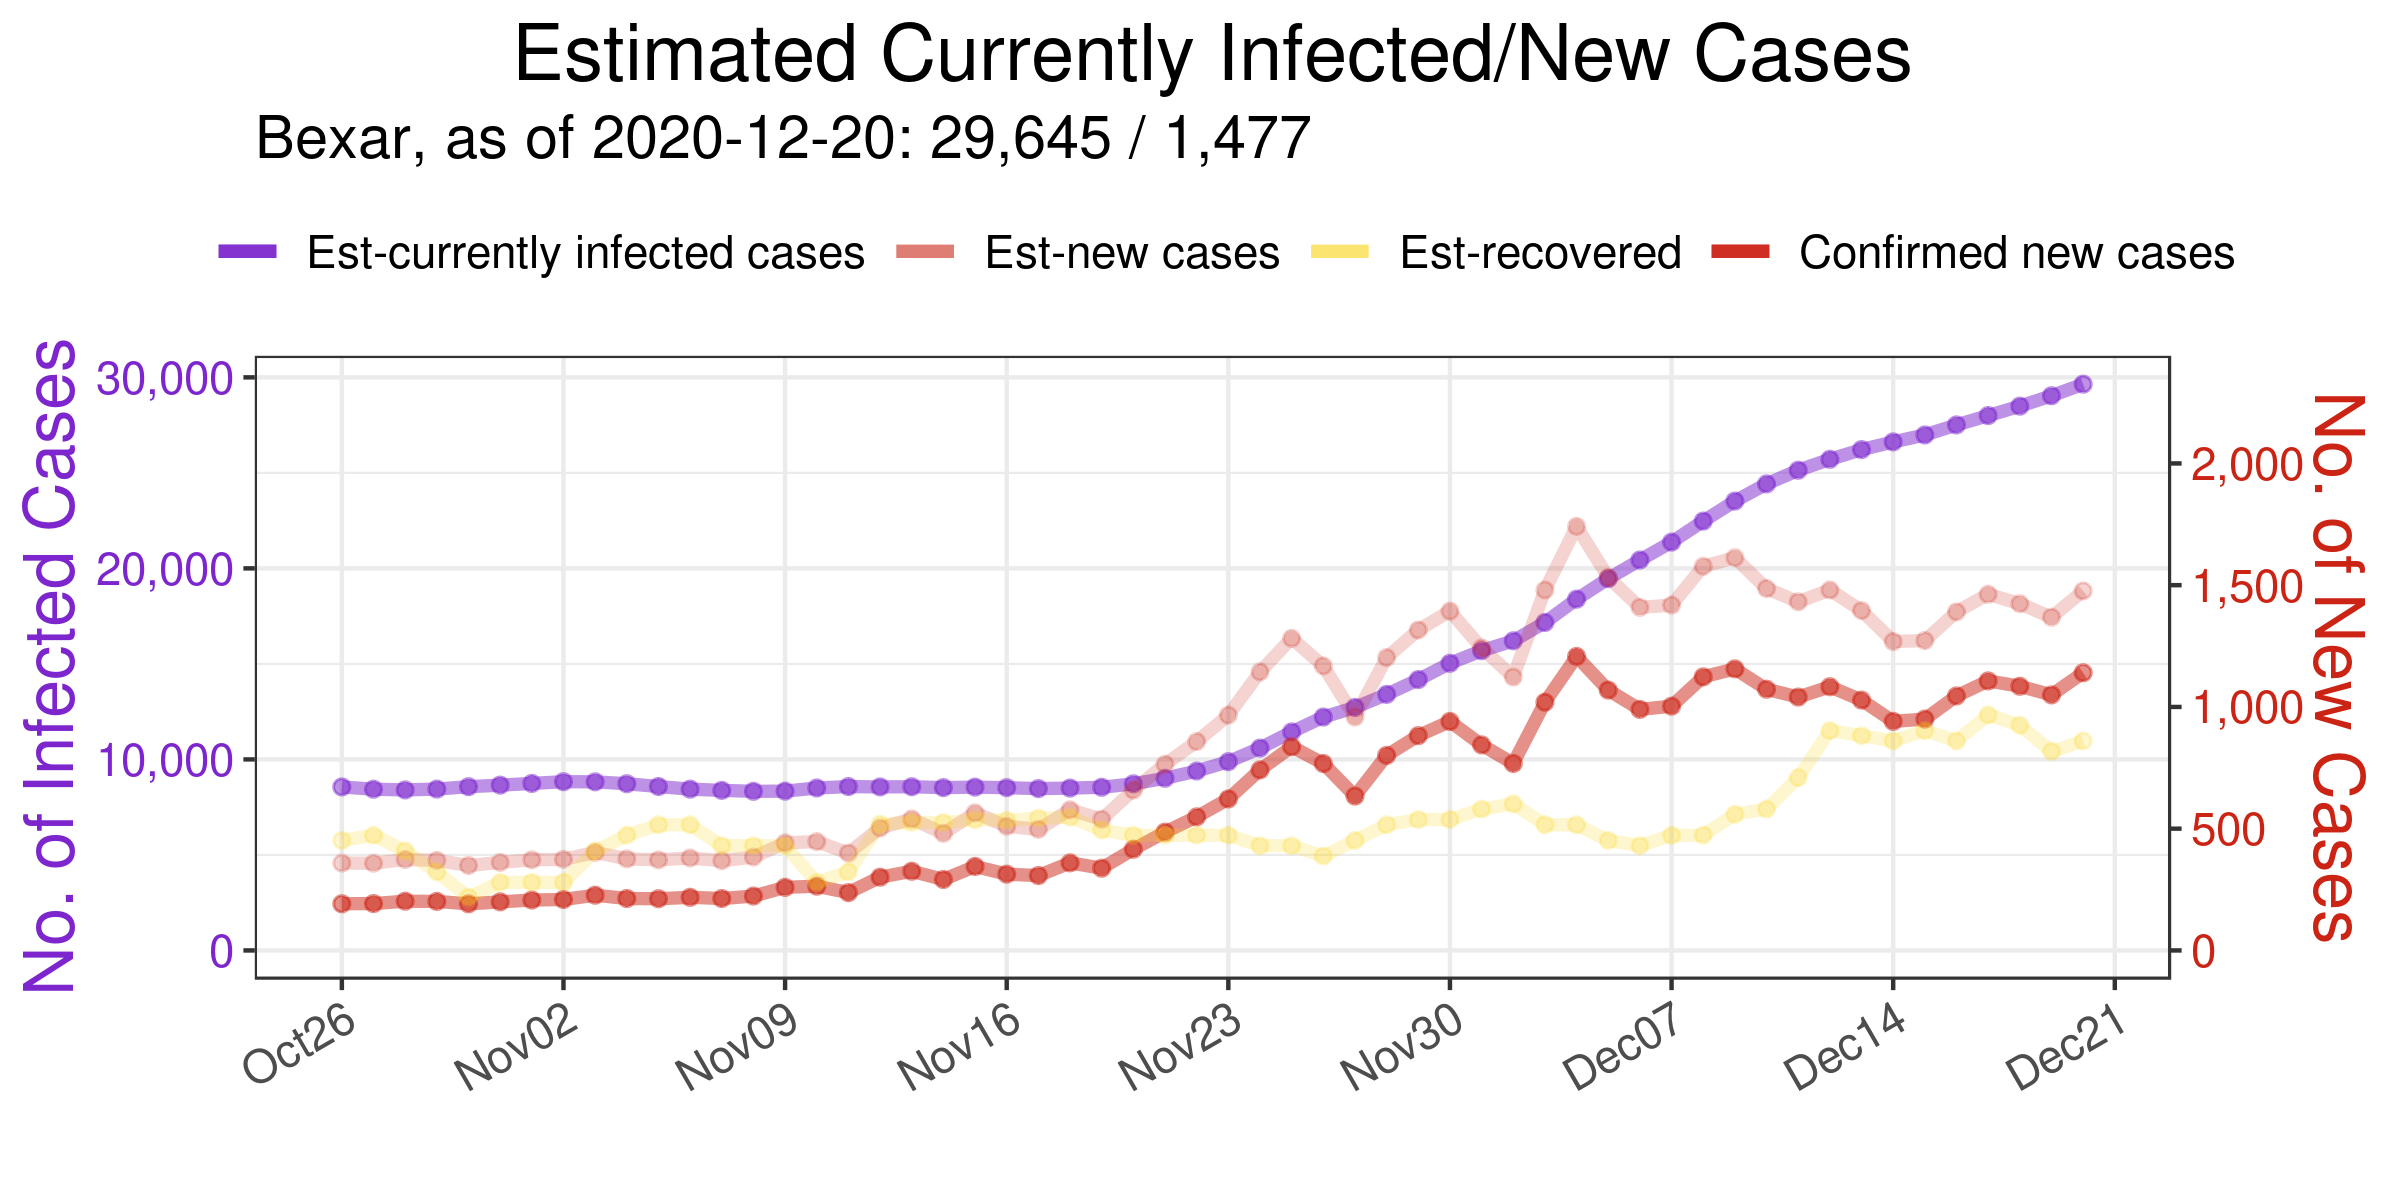 Estimated Currently Infected/New Cases
Bexar, as of 2020-12-20: 29,645 / 1,477
Est-currently infected cases Est-new cases Est-recovered Confirmed new cases
No. of Infected Cases
30,000
20,000
10,000
0
2,000
1,500
1,000
500
0
No. of New Cases
Oct26 Nov02 Nov09 Nov16 Nov23 Nov30 Dec07 Dec14 Dec21